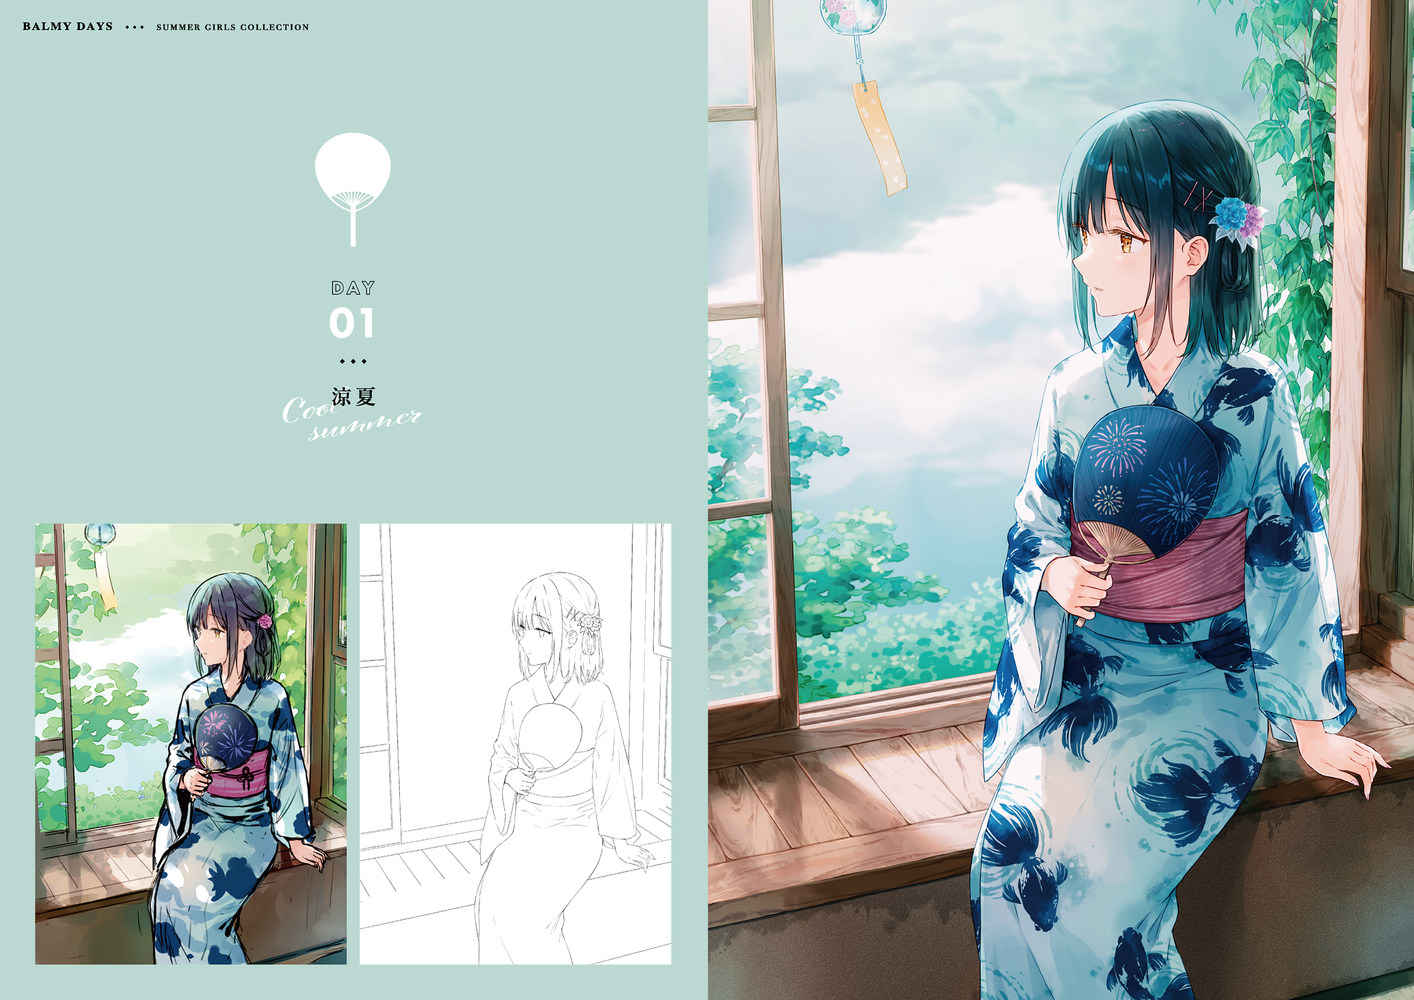 BALMY DAYS ••• SUMMER GIRLS COLLECTION
DAY
01
涼夏
Cool
summer